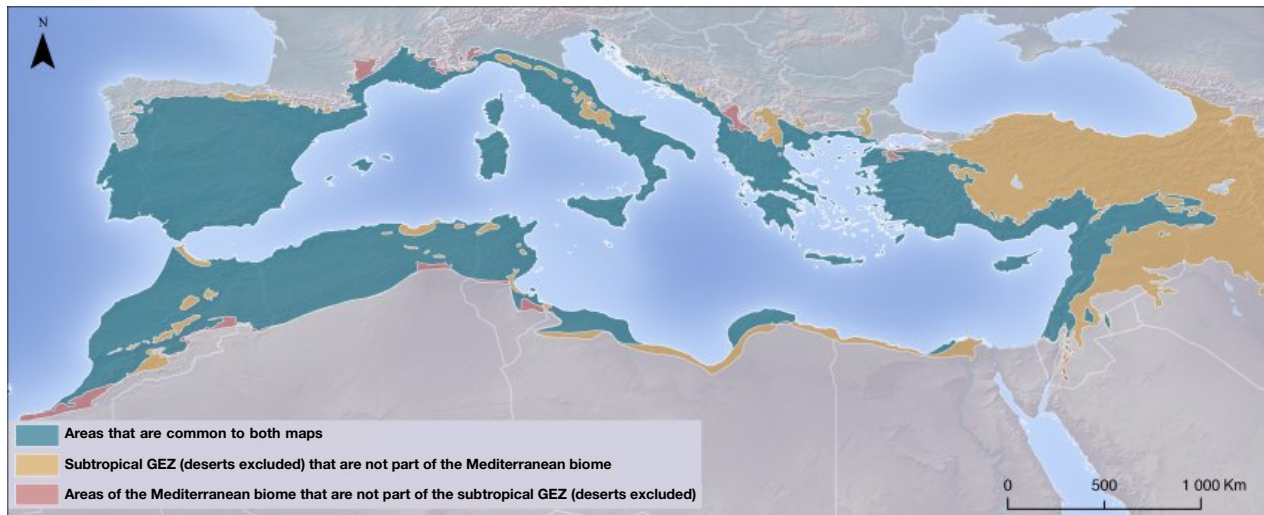 N
Areas that are common to both maps
Subtropical GEZ (deserts excluded) that are not part of the Mediterranean biome
Areas of the Mediterranean biome that are not part of the subtropical GEZ (deserts excluded)
0 500 1 000 Km